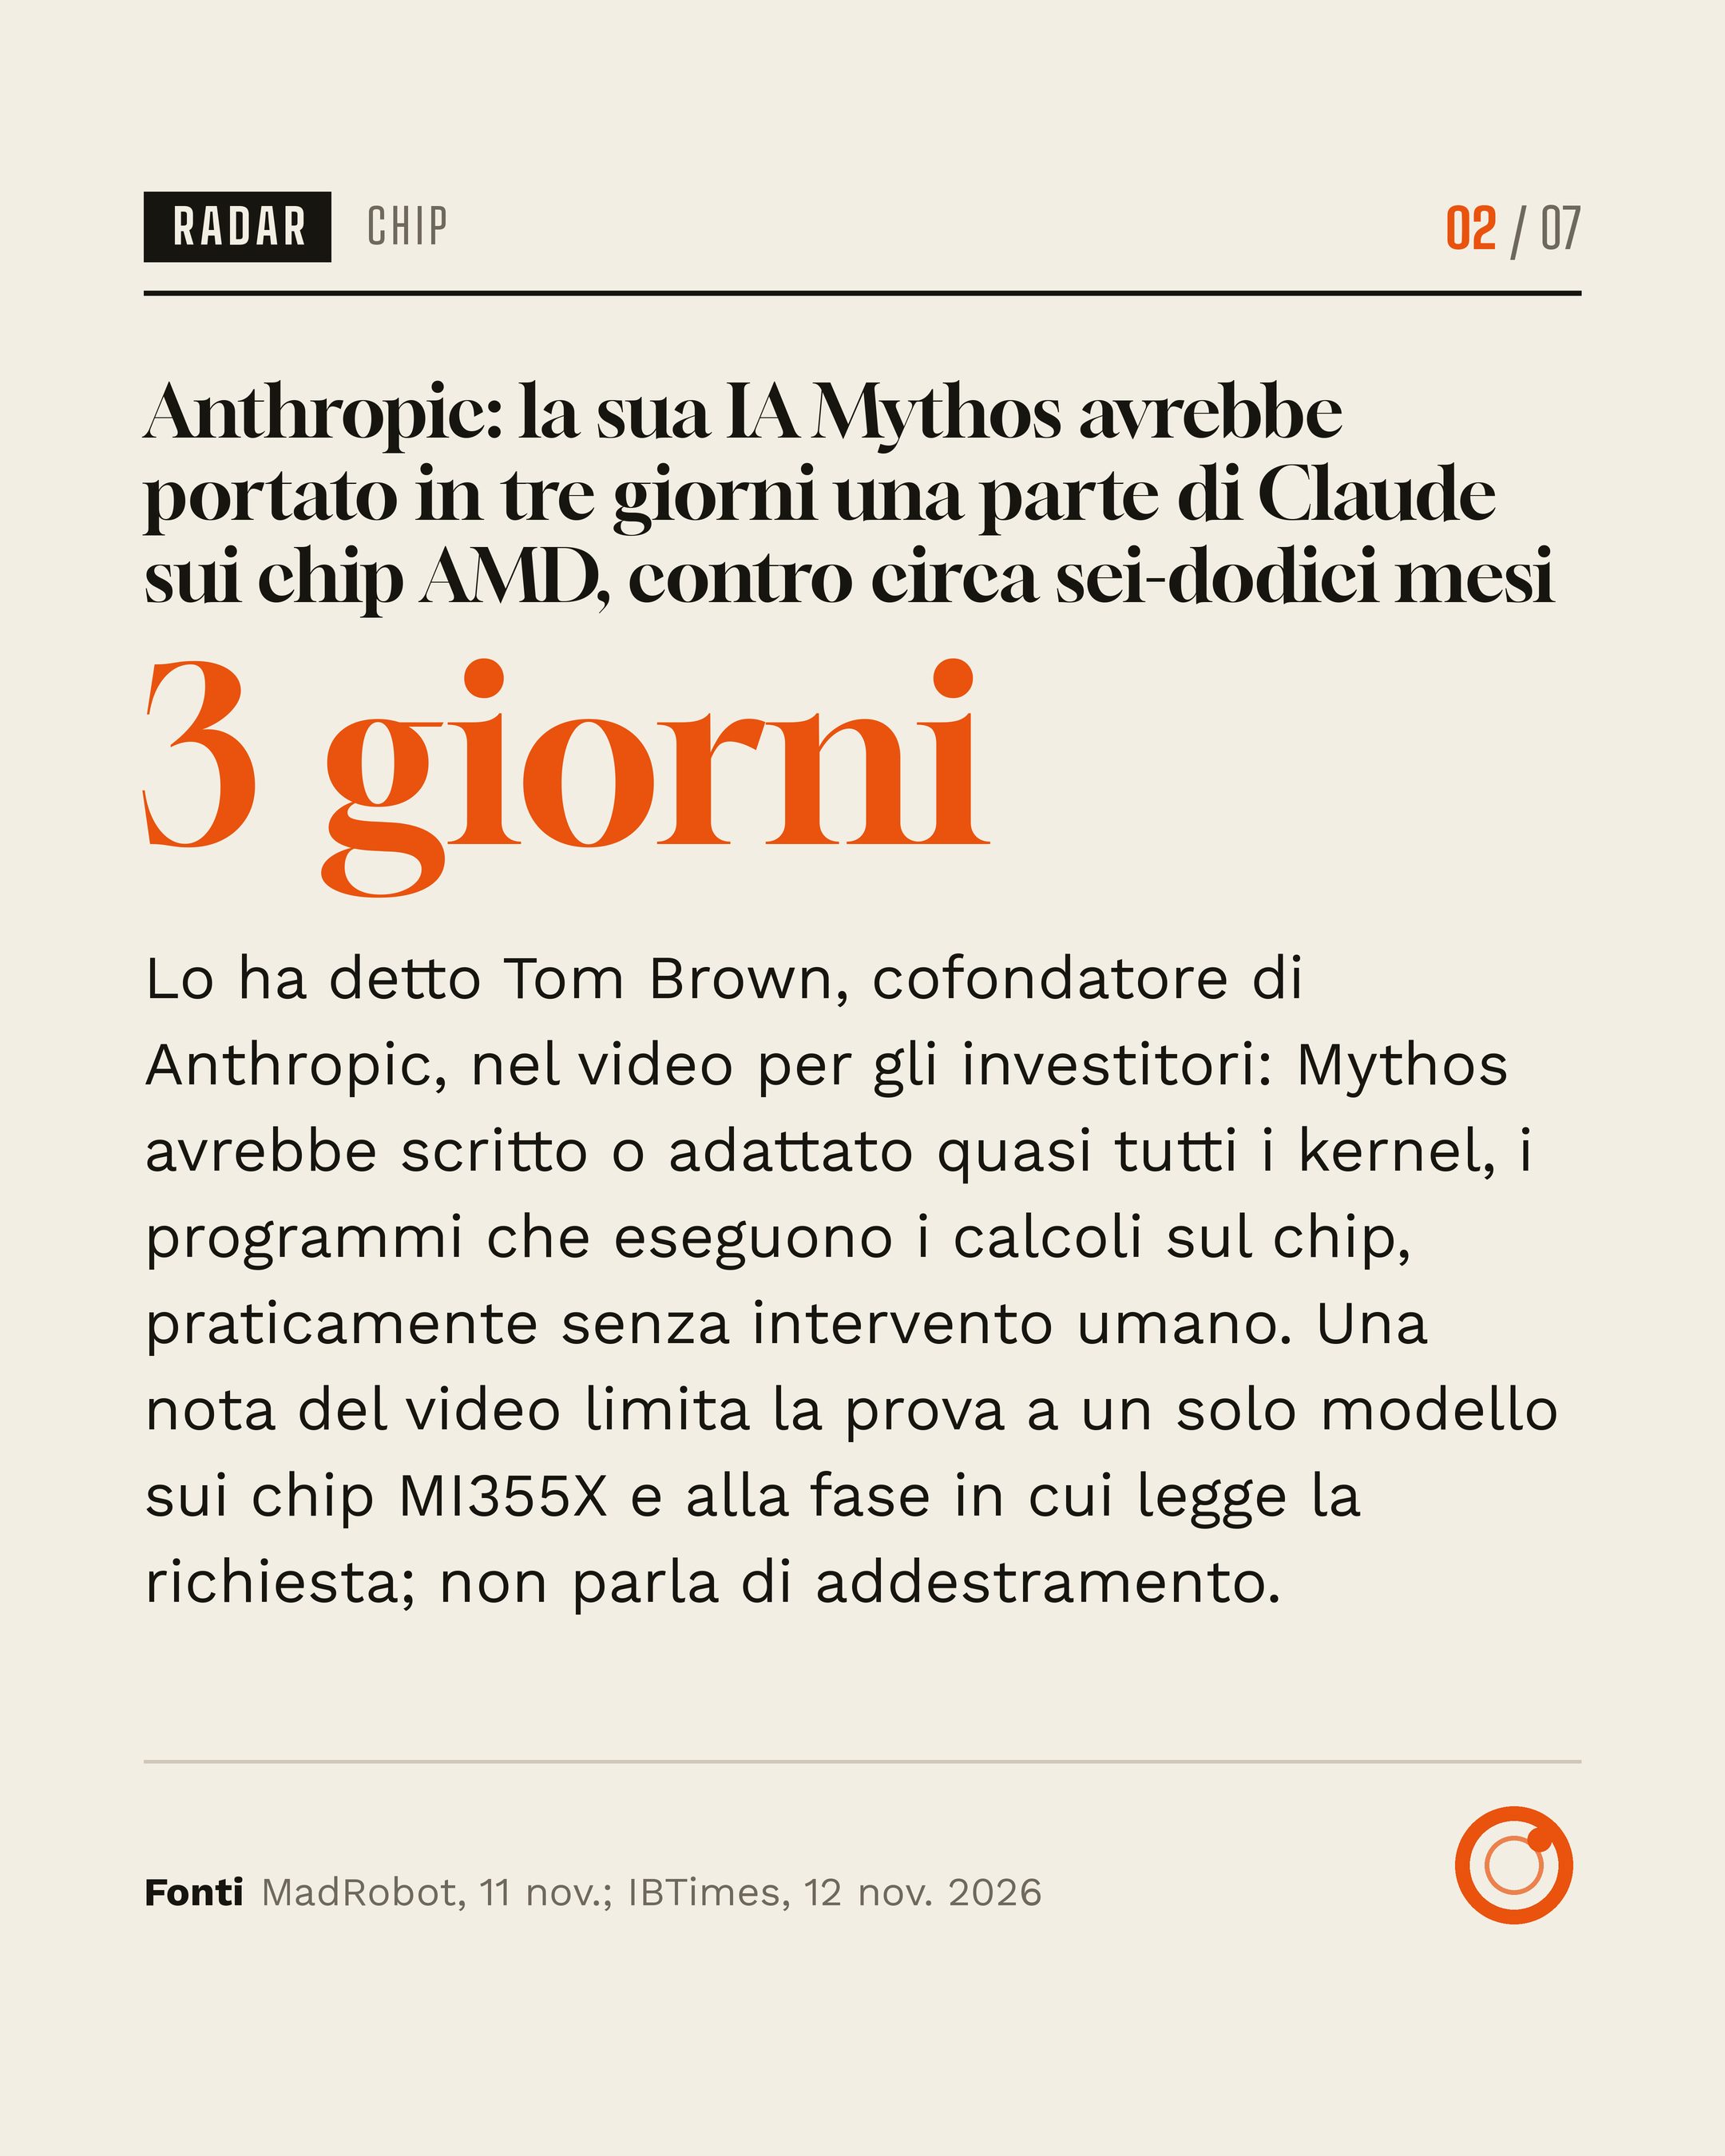 RADAR CHIP 02 / 07
Anthropic: la sua IA Mythos avrebbe
portato in tre giorni una parte di Claude
sui chip AMD, contro circa sei-dodici mesi
3 giorni
Lo ha detto Tom Brown, cofondatore di
Anthropic, nel video per gli investitori: Mythos
avrebbe scritto o adattato quasi tutti i kernel, i
programmi che eseguono i calcoli sul chip,
praticamente senza intervento umano. Una
nota del video limita la prova a un solo modello
sui chip MI355X e alla fase in cui legge la
richiesta; non parla di addestramento.
Fonti MadRobot, 11 nov.; IBTimes, 12 nov. 2026